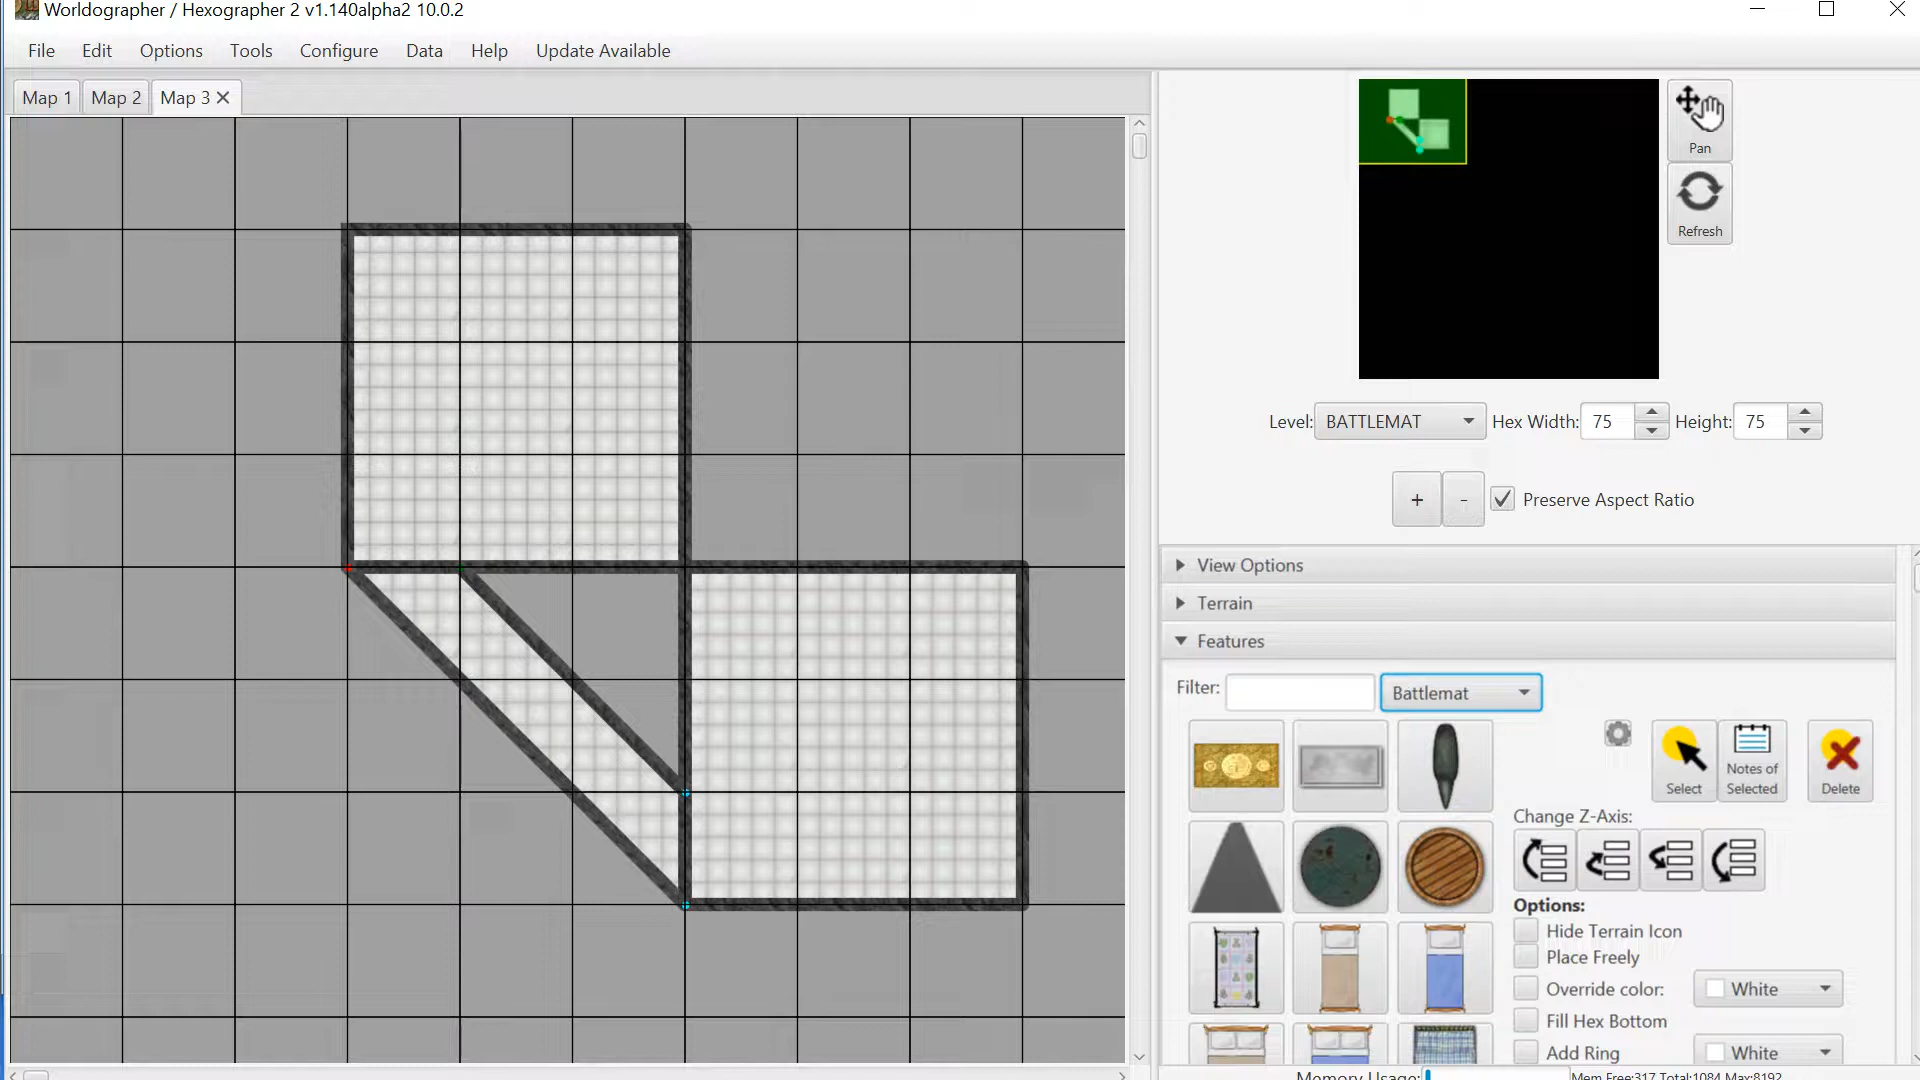 Worldographer / Hexographer 2 v1.140alpha2 10.0.2
File Edit Options Tools Configure Data Help Update Available
Map 1 Map 2 Map 3
Pan
Refresh
Level: BATTLEMAT Hex Width: 75 Height: 75
+ - Preserve Aspect Ratio
View Options
Terrain
Features
Filter: Battlemat
Select Notes of Selected Delete
Change Z-Axis:
Options:
Hide Terrain Icon
Place Freely
Override color: White
Fill Hex Bottom
Add Ring White
Memory Usage: Mem Free:317 Total:1084 Max:8192